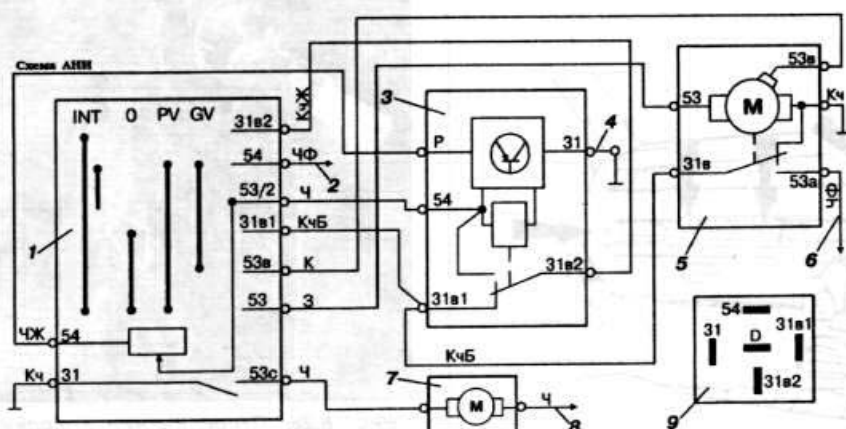 Схема АНН
INT O PV GV
31в2
КчЖ
54
ЧФ
2
53/2
Ч
31в1
КчБ
53в
К
53
З
1
ЧЖ
54
Кч
31
53с
Ч
3
Р
31
4
54
31в1
31в2
КчБ
53
М
53в
Кч
31в
53а
ЧФ
5
6
7
М
Ч
8
54
31
D
31в1
31в2
9